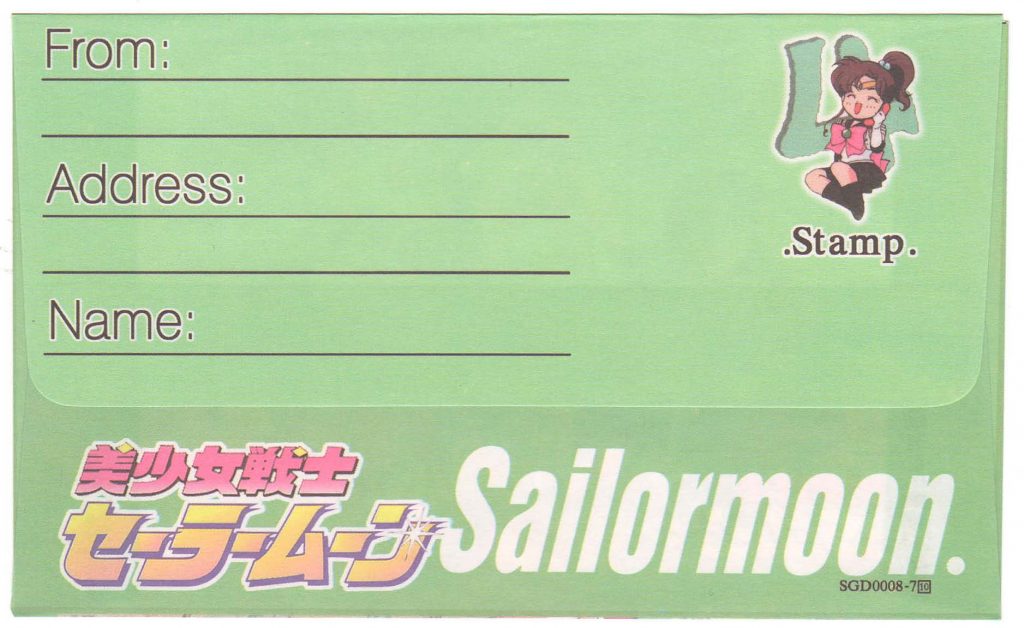 From:
Address:
Name:
.Stamp.
美少女戦士
セーラームーン
Sailormoon.
SGD0008-7 10